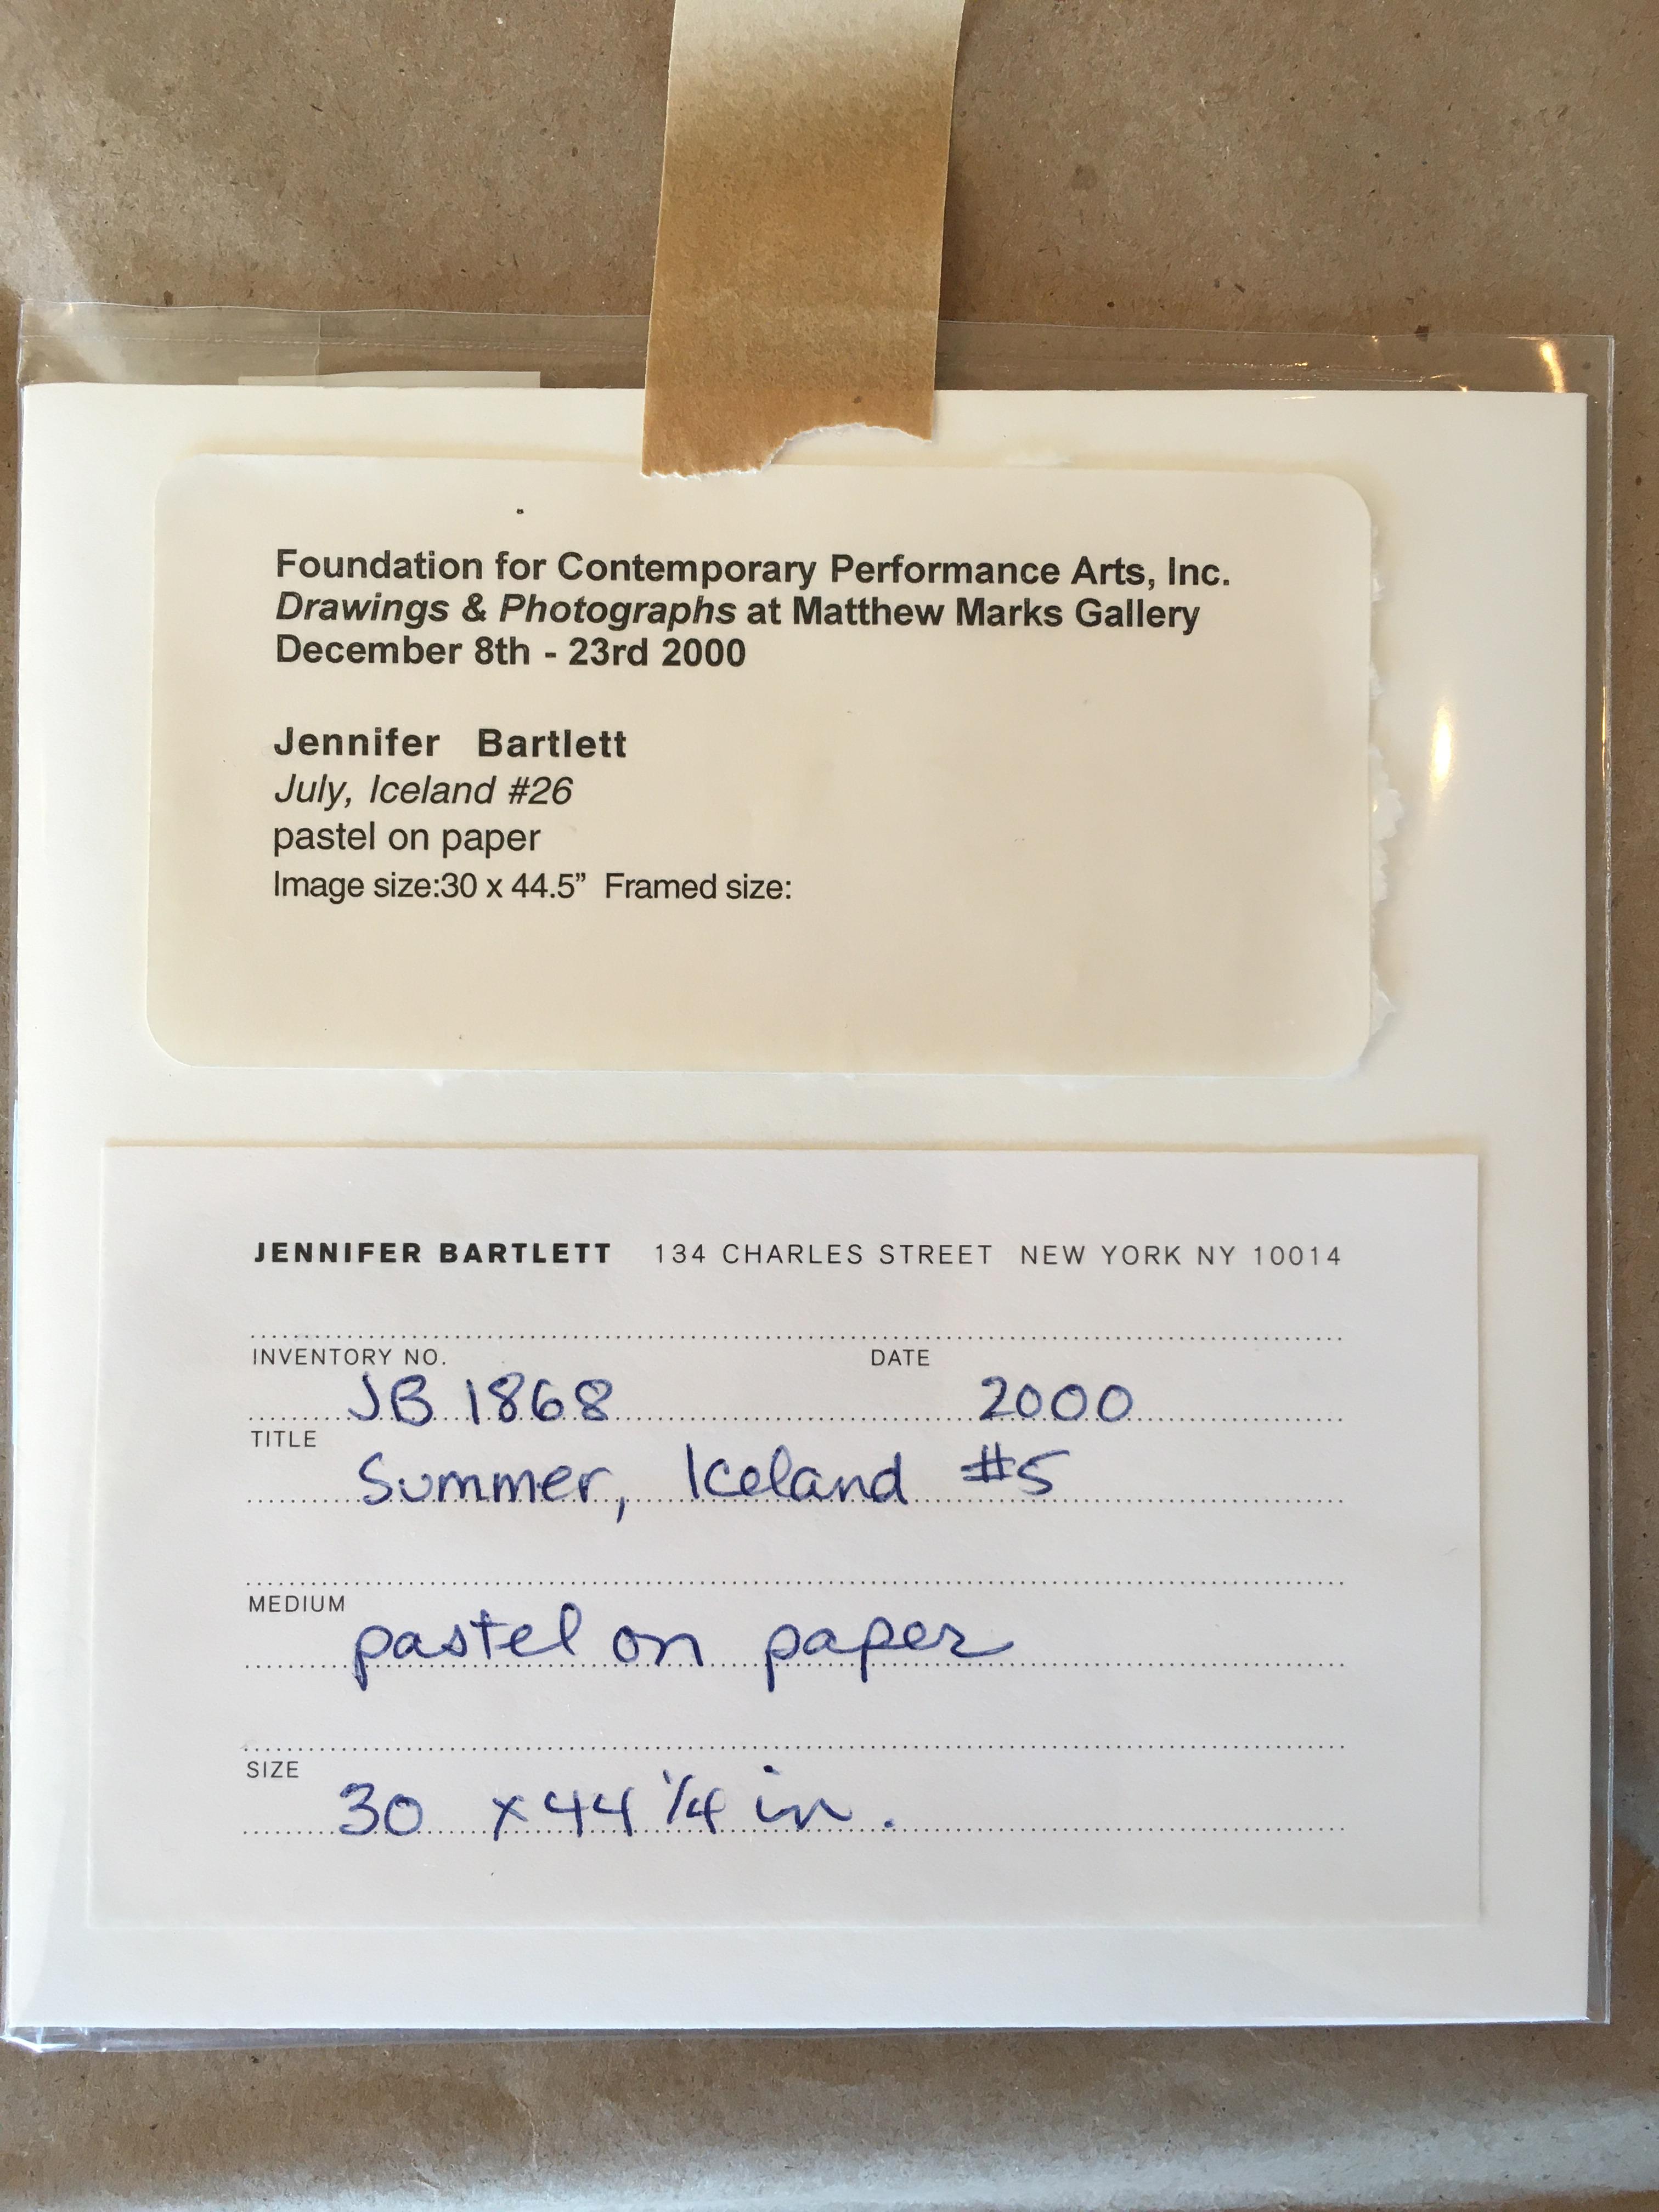 Foundation for Contemporary Performance Arts, Inc.
Drawings & Photographs at Matthew Marks Gallery
December 8th - 23rd 2000
Jennifer Bartlett
July, Iceland #26
pastel on paper
Image size:30 x 44.5” Framed size:
JENNIFER BARTLETT 134 CHARLES STREET NEW YORK NY 10014
INVENTORY NO. DATE
JB 1868 2000
TITLE
Summer, Iceland #5
MEDIUM
pastel on paper
SIZE
30 x 44 1/4 in.